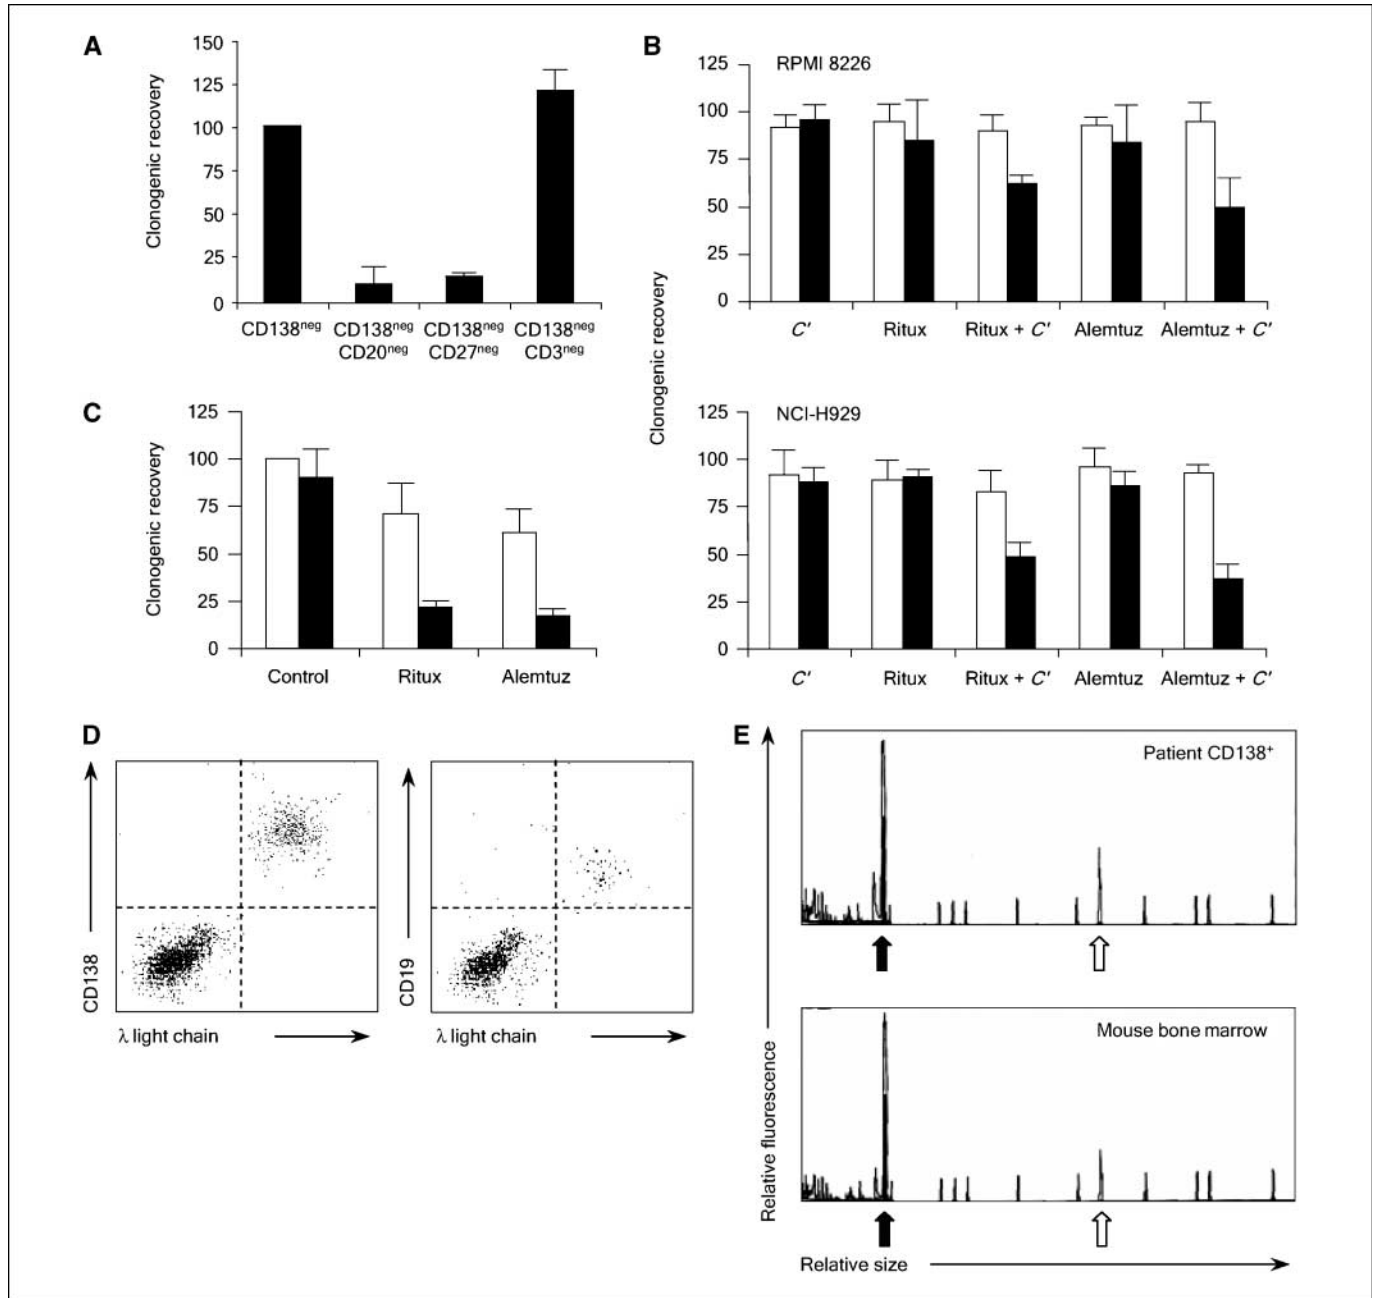 A
Clonogenic recovery
150
125
100
75
50
25
0
CD138neg
CD138neg
CD20neg
CD138neg
CD27neg
CD138neg
CD3neg
B
Clonogenic recovery
RPMI 8226
125
100
75
50
25
0
C'
Ritux
Ritux + C'
Alemtuz
Alemtuz + C'
NCI-H929
125
100
75
50
25
0
C'
Ritux
Ritux + C'
Alemtuz
Alemtuz + C'
C
Clonogenic recovery
125
100
75
50
25
0
Control
Ritux
Alemtuz
D
CD138
λ light chain
CD19
λ light chain
E
Relative fluorescence
Patient CD138+
Mouse bone marrow
Relative size